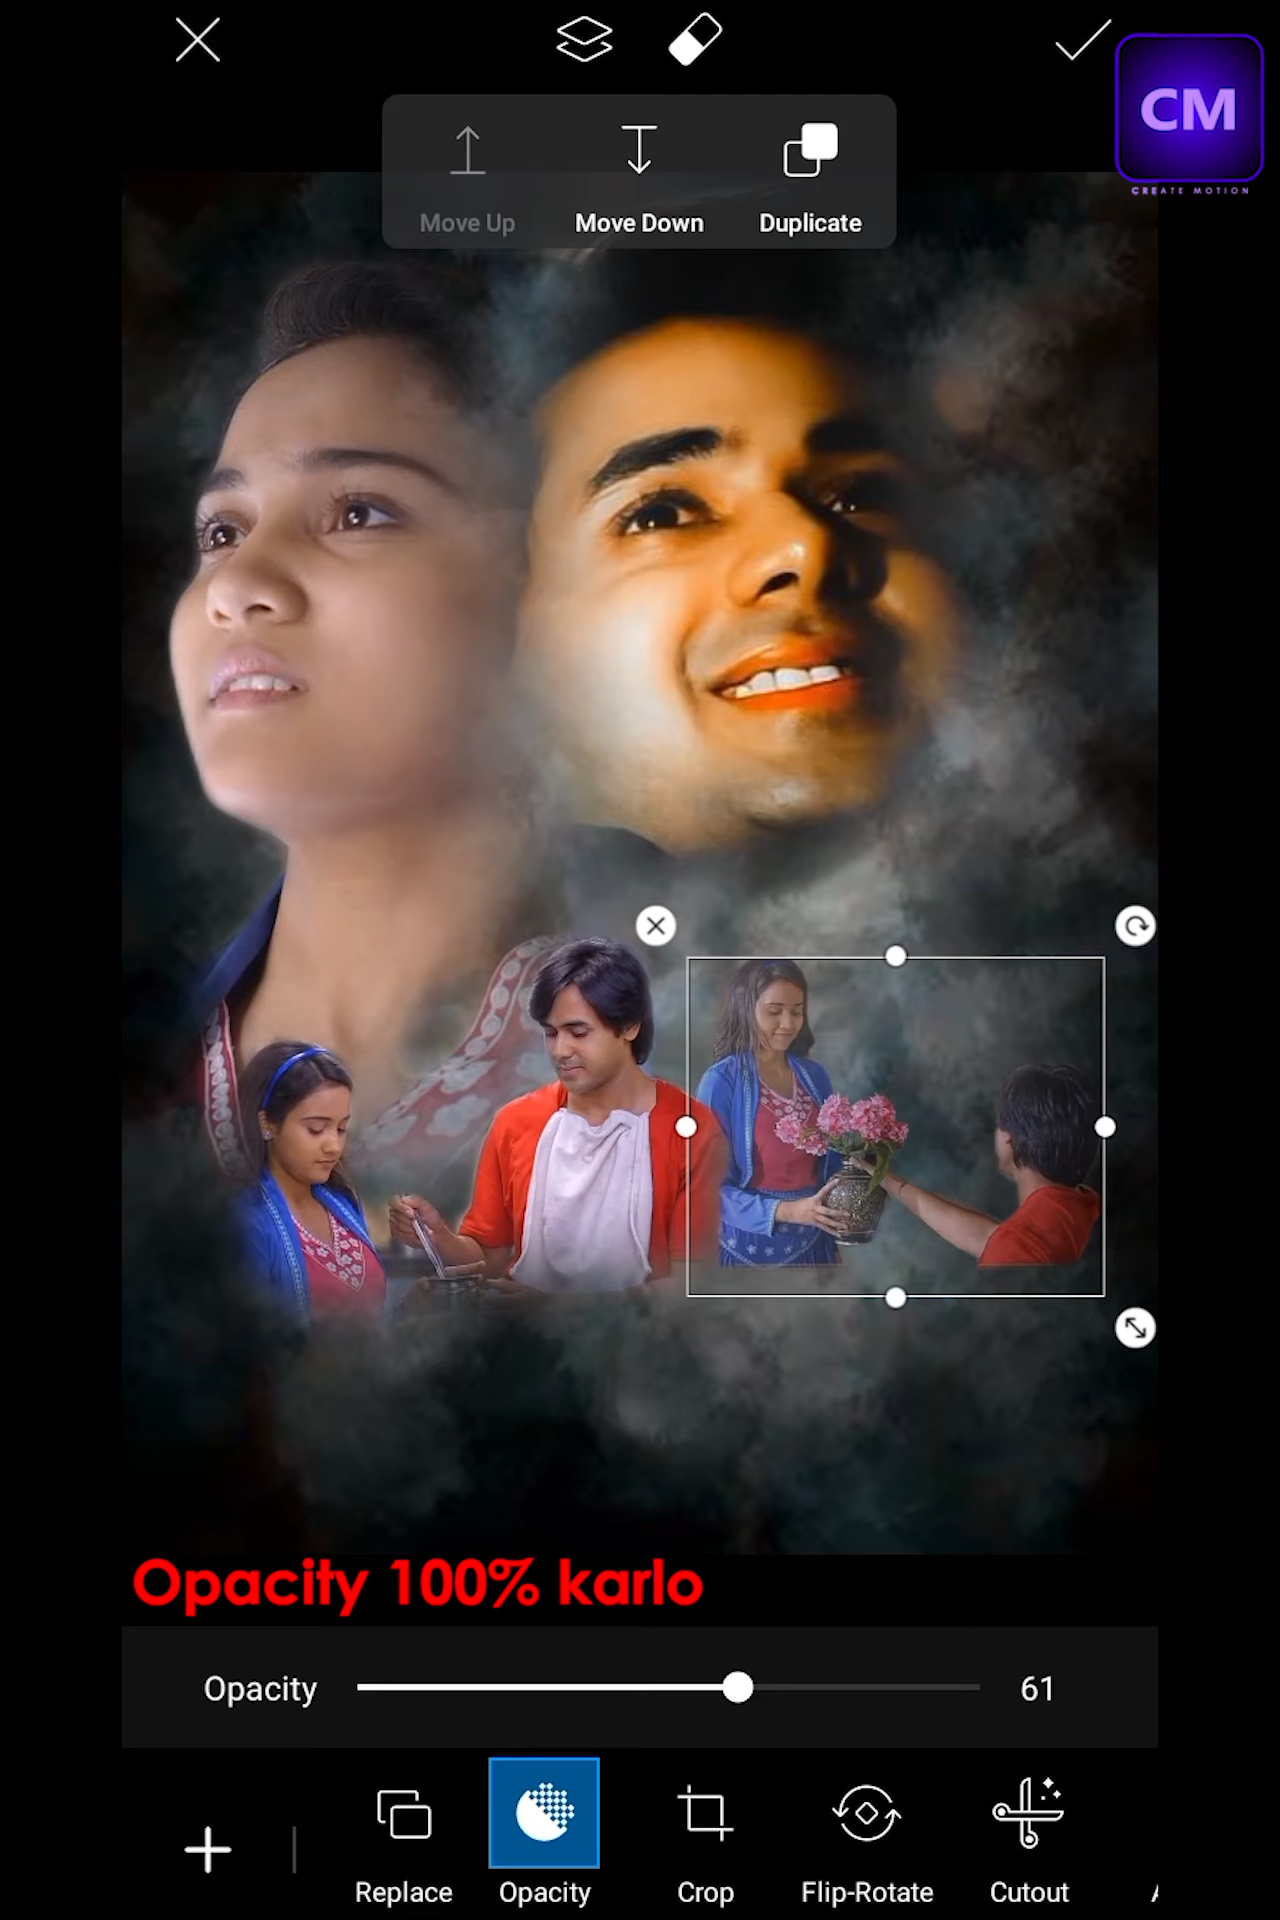 CM
CREATE MOTION
Move Up
Move Down
Duplicate
Opacity 100% karlo
Opacity
61
Replace
Opacity
Crop
Flip-Rotate
Cutout